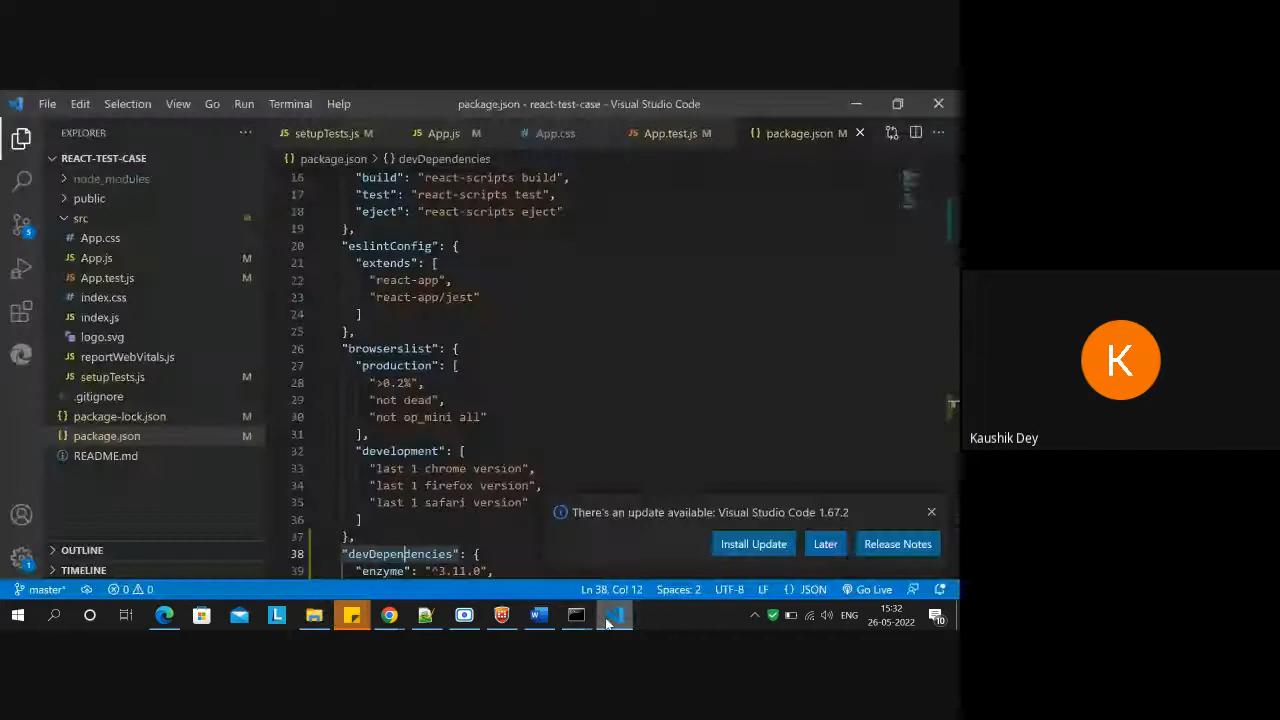 File Edit Selection View Go Run Terminal Help
package.json - react-test-case - Visual Studio Code
EXPLORER
setupTests.js M
App.js M
App.css
App.test.js M
{} package.json M
REACT-TEST-CASE
{} package.json > {} devDependencies
node_modules
public
src
App.css
App.js M
App.test.js M
index.css
index.js
logo.svg
reportWebVitals.js
setupTests.js M
.gitignore
{} package-lock.json M
{} package.json M
README.md
OUTLINE
TIMELINE
16 "build": "react-scripts build",
17 "test": "react-scripts test",
18 "eject": "react-scripts eject"
19 },
20 "eslintConfig": {
21 "extends": [
22 "react-app",
23 "react-app/jest"
24 ]
25 },
26 "browserslist": {
27 "production": [
28 ">0.2%",
29 "not dead",
30 "not op_mini all"
31 ],
32 "development": [
33 "last 1 chrome version",
34 "last 1 firefox version",
35 "last 1 safari version"
36 ]
37 },
38 "devDependencies": {
39 "enzyme": "^3.11.0",
There's an update available: Visual Studio Code 1.67.2
Install Update Later Release Notes
master* 0 0 Ln 38, Col 12 Spaces: 2 UTF-8 LF {} JSON Go Live
ENG
15:32
26-05-2022
10
K
Kaushik Dey